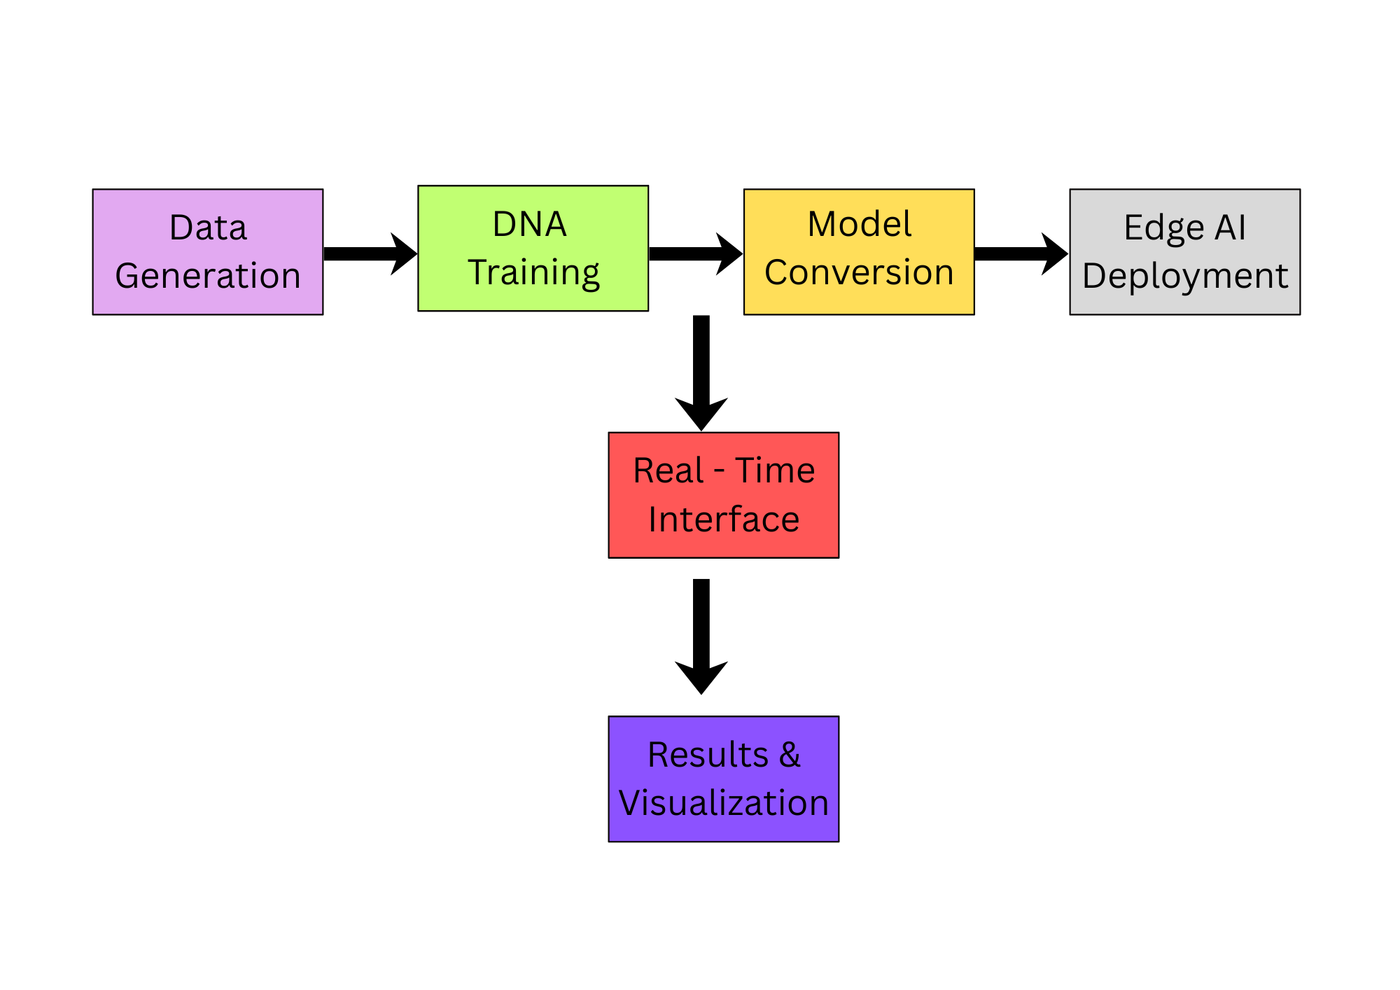 Data
Generation
DNA
Training
Model
Conversion
Edge AI
Deployment
Real - Time
Interface
Results &
Visualization